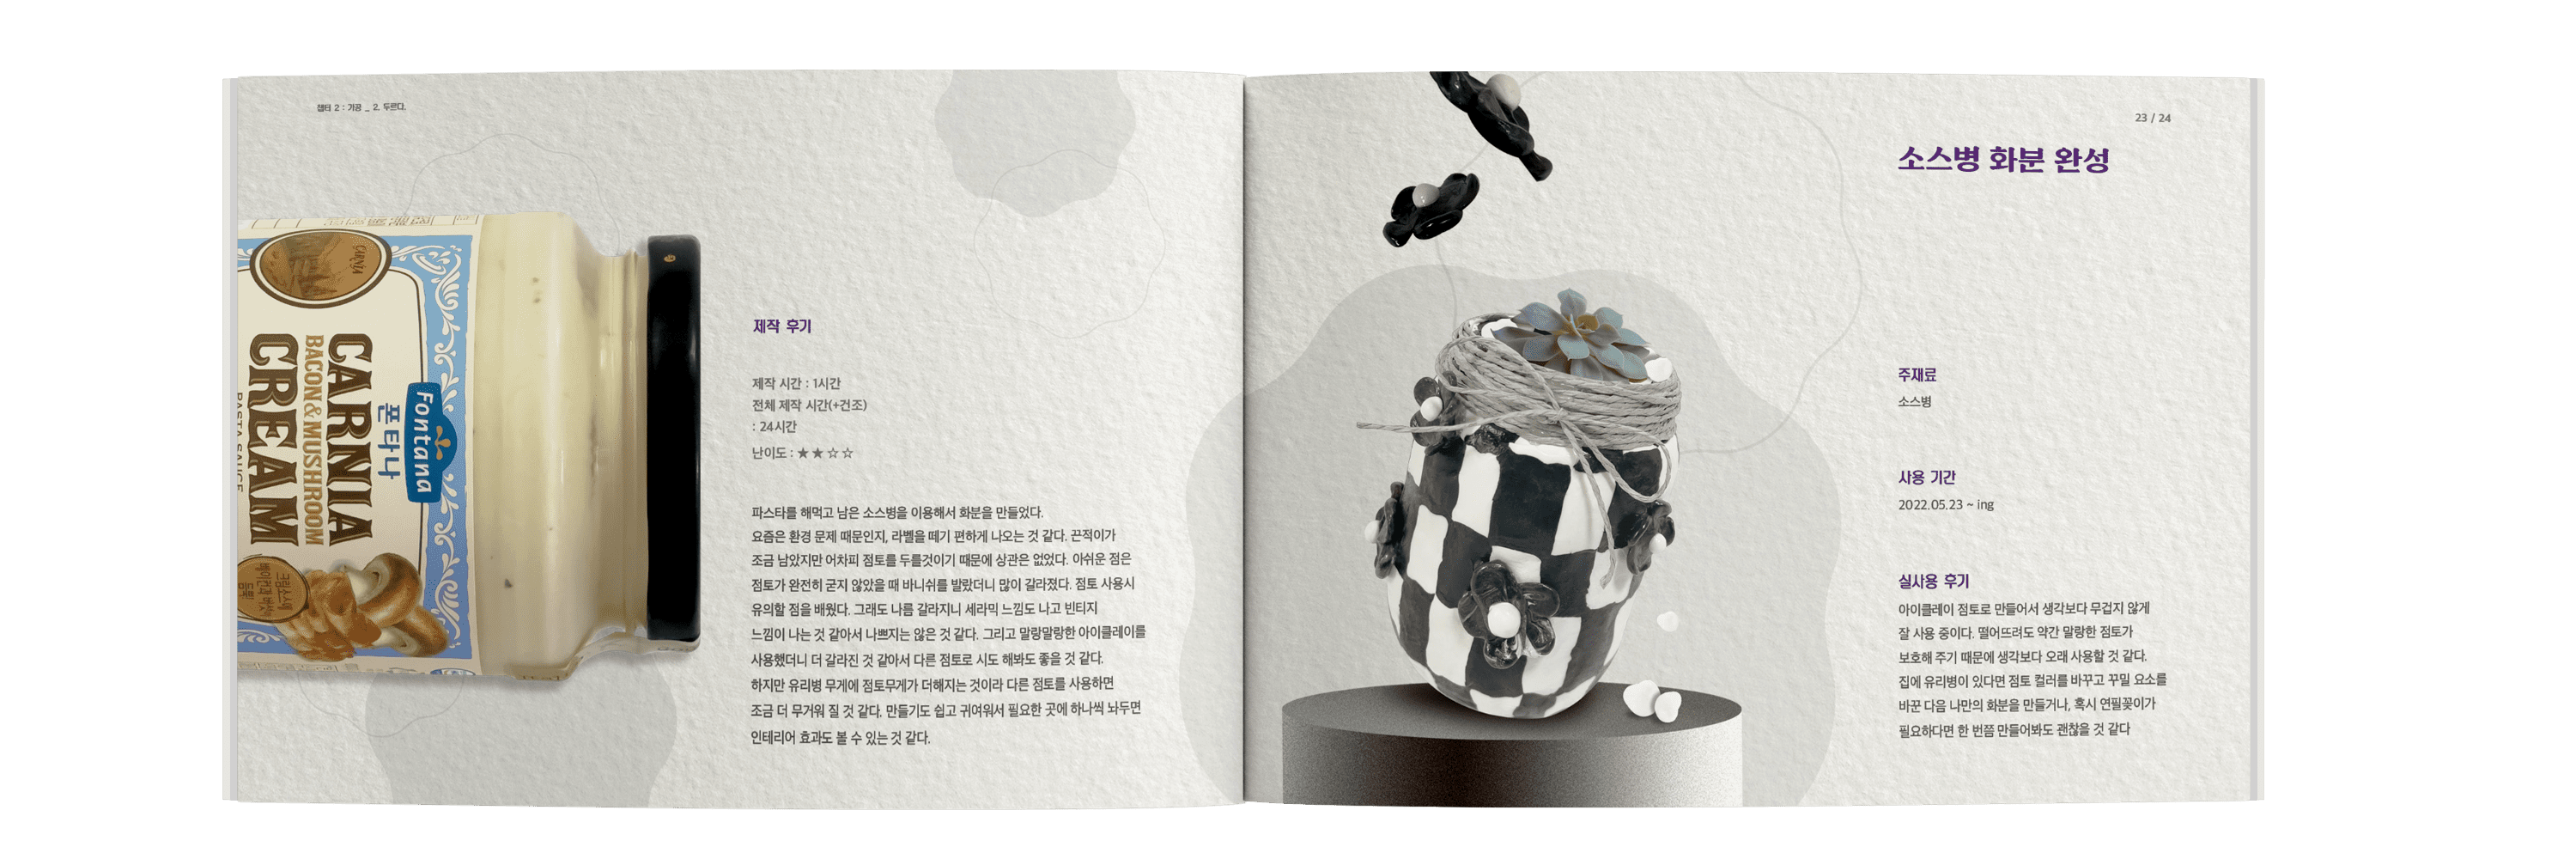 챕터 2 : 가공 _ 2. 두르다.
CARNIA
BACON & MUSHROOM
CREAM
Fontana
폰타나
제작 후기
제작 시간 : 1시간
전체 제작 시간(+건조)
: 24시간
난이도 : ★★☆☆
파스타를 해먹고 남은 소스병을 이용해서 화분을 만들었다.
요즘은 환경 문제 때문인지, 라벨을 떼기 편하게 나오는 것 같다. 끈적이가
조금 남았지만 어차피 점토를 두를것이기 때문에 상관은 없었다. 아쉬운 점은
점토가 완전히 굳지 않았을 때 바니쉬를 발랐더니 많이 갈라졌다. 점토 사용시
유의할 점을 배웠다. 그래도 나름 갈라지니 세라믹 느낌도 나고 빈티지
느낌이 나는 것 같아서 나쁘지는 않은 것 같다. 그리고 말랑말랑한 아이클레이를
사용했더니 더 갈라진 것 같아서 다른 점토로 시도 해봐도 좋을 것 같다.
하지만 유리병 무게에 점토무게가 더해지는 것이라 다른 점토를 사용하면
조금 더 무거워 질 것 같다. 만들기도 쉽고 귀여워서 필요한 곳에 하나씩 놔두면
인테리어 효과도 볼 수 있는 것 같다.
23 / 24
소스병 화분 완성
주재료
소스병
사용 기간
2022.05.23 ~ ing
실사용 후기
아이클레이 점토로 만들어서 생각보다 무겁지 않게
잘 사용 중이다. 떨어뜨려도 약간 말랑한 점토가
보호해 주기 때문에 생각보다 오래 사용할 것 같다.
집에 유리병이 있다면 점토 컬러를 바꾸고 꾸밀 요소를
바꾼 다음 나만의 화분을 만들거나, 혹시 연필꽂이가
필요하다면 한 번쯤 만들어봐도 괜찮을 것 같다